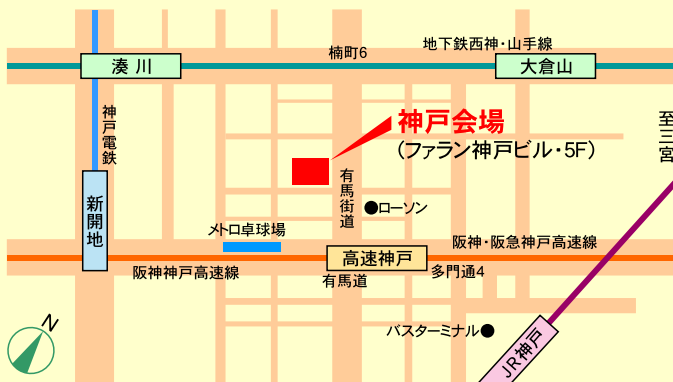 地下鉄西神・山手線
楠町6
湊川
大倉山
神戸電鉄
神戸会場
(ファラン神戸ビル・5F)
至三宮
有馬街道
ローソン
新開地
メトロ卓球場
阪神・阪急神戸高速線
高速神戸
阪神神戸高速線
有馬道
多門通4
バスターミナル
JR神戸
N